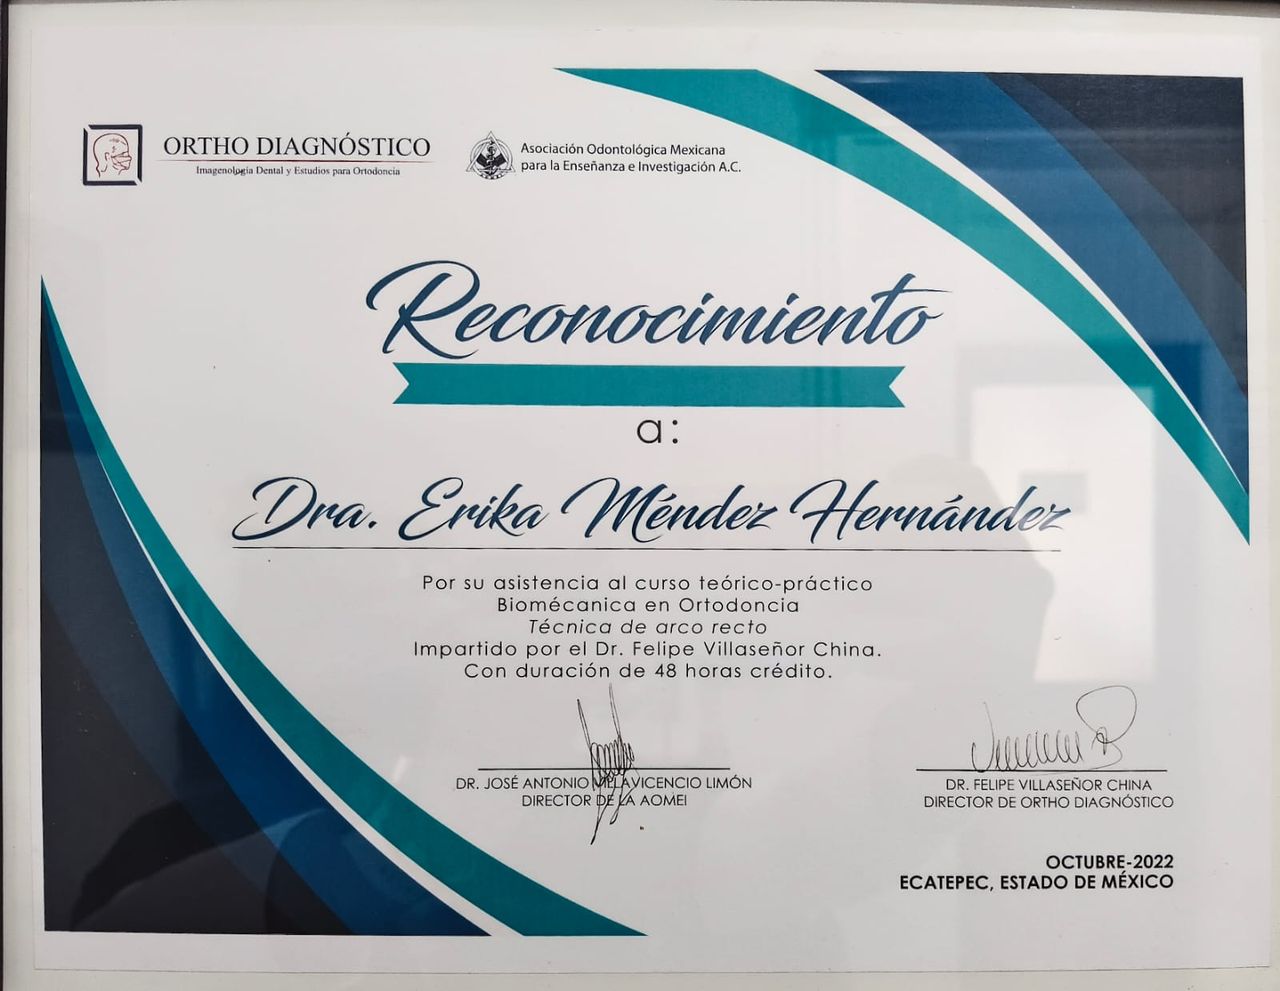 ORTHO DIAGNÓSTICO
Imagenología Dental y Estudios para Ortodoncia
Asociación Odontológica Mexicana
para la Enseñanza e Investigación A.C.
Reconocimiento
a:
Dra. Erika Méndez Hernández
Por su asistencia al curso teórico-práctico
Biomécanica en Ortodoncia
Técnica de arco recto
Impartido por el Dr. Felipe Villaseñor China.
Con duración de 48 horas crédito.
DR. JOSÉ ANTONIO VILLAVICENCIO LIMÓN
DIRECTOR DE LA AOMEI
DR. FELIPE VILLASEÑOR CHINA
DIRECTOR DE ORTHO DIAGNÓSTICO
OCTUBRE-2022
ECATEPEC, ESTADO DE MÉXICO